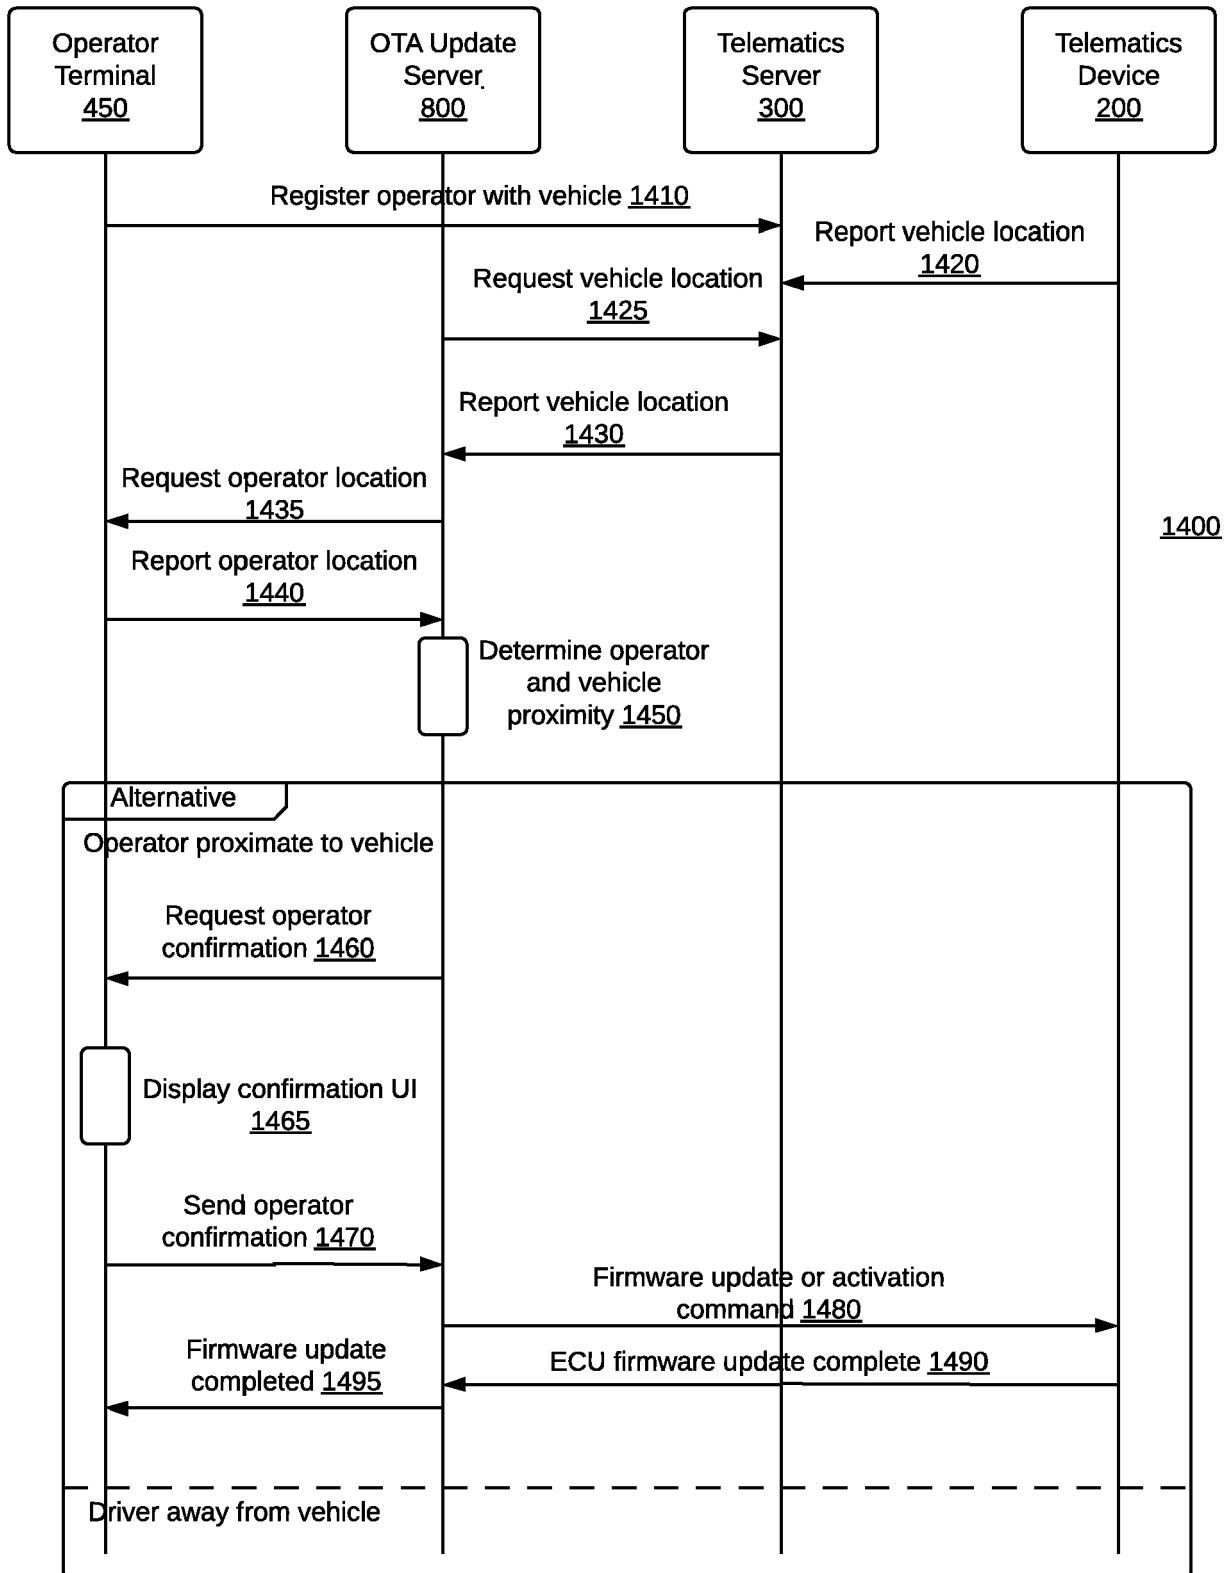 Operator
Terminal
450
OTA Update
Server
800
Telematics
Server
300
Telematics
Device
200
Register operator with vehicle 1410
Report vehicle location
1420
Request vehicle location
1425
Report vehicle location
1430
Request operator location
1435
1400
Report operator location
1440
Determine operator
and vehicle
proximity 1450
Alternative
Operator proximate to vehicle
Request operator
confirmation 1460
Display confirmation UI
1465
Send operator
confirmation 1470
Firmware update or activation
command 1480
Firmware update
completed 1495
ECU firmware update complete 1490
Driver away from vehicle